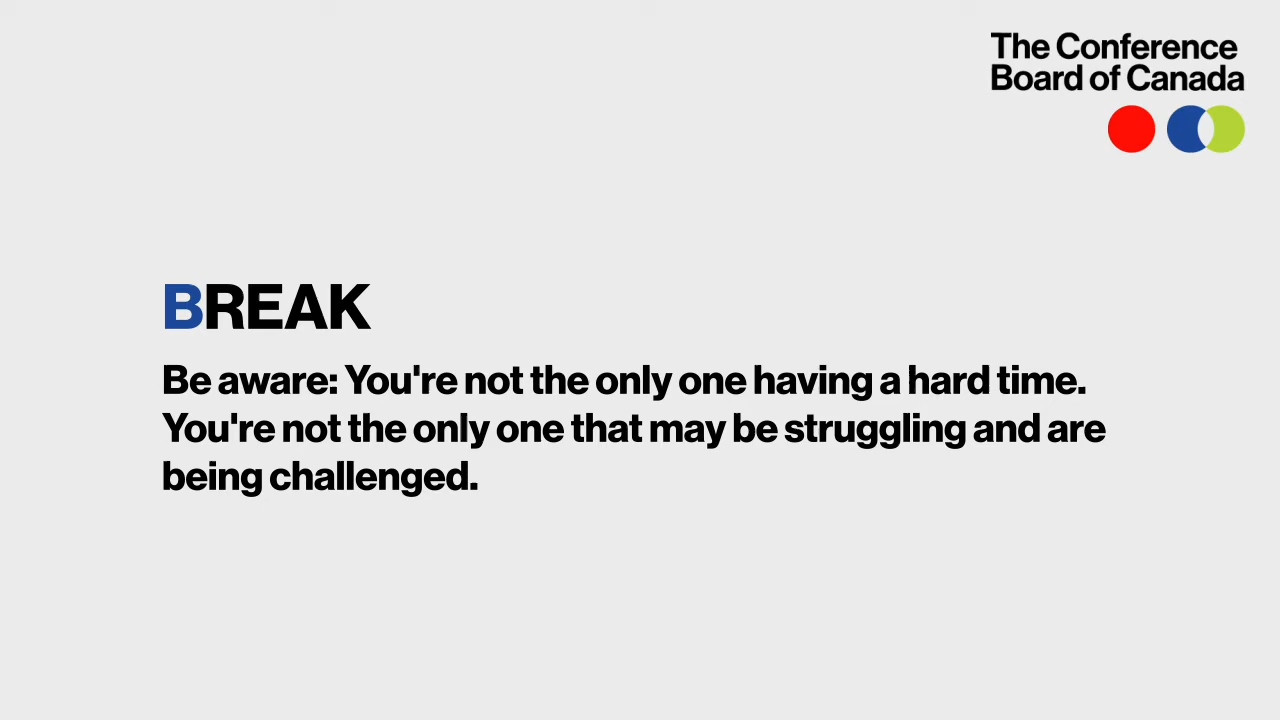 The Conference
Board of Canada
BREAK
Be aware: You're not the only one having a hard time.
You're not the only one that may be struggling and are
being challenged.